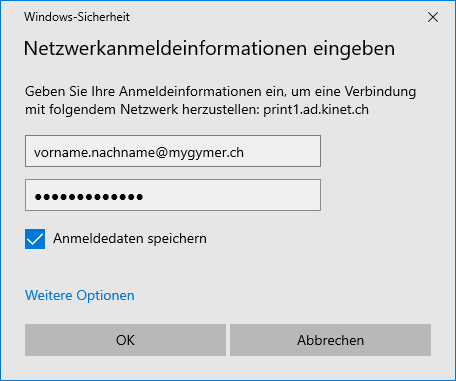 Windows-Sicherheit
Netzwerkanmeldeinformationen eingeben
Geben Sie Ihre Anmeldeinformationen ein, um eine Verbindung
mit folgendem Netzwerk herzustellen: print1.ad.kinet.ch
vorname.nachname@mygymer.ch
●●●●●●●●●●●●●
Anmeldedaten speichern
Weitere Optionen
OK
Abbrechen